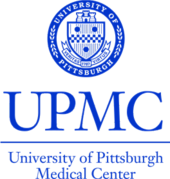 UNIVERSITY OF
PITTSBURGH
UPMC
University of Pittsburgh
Medical Center